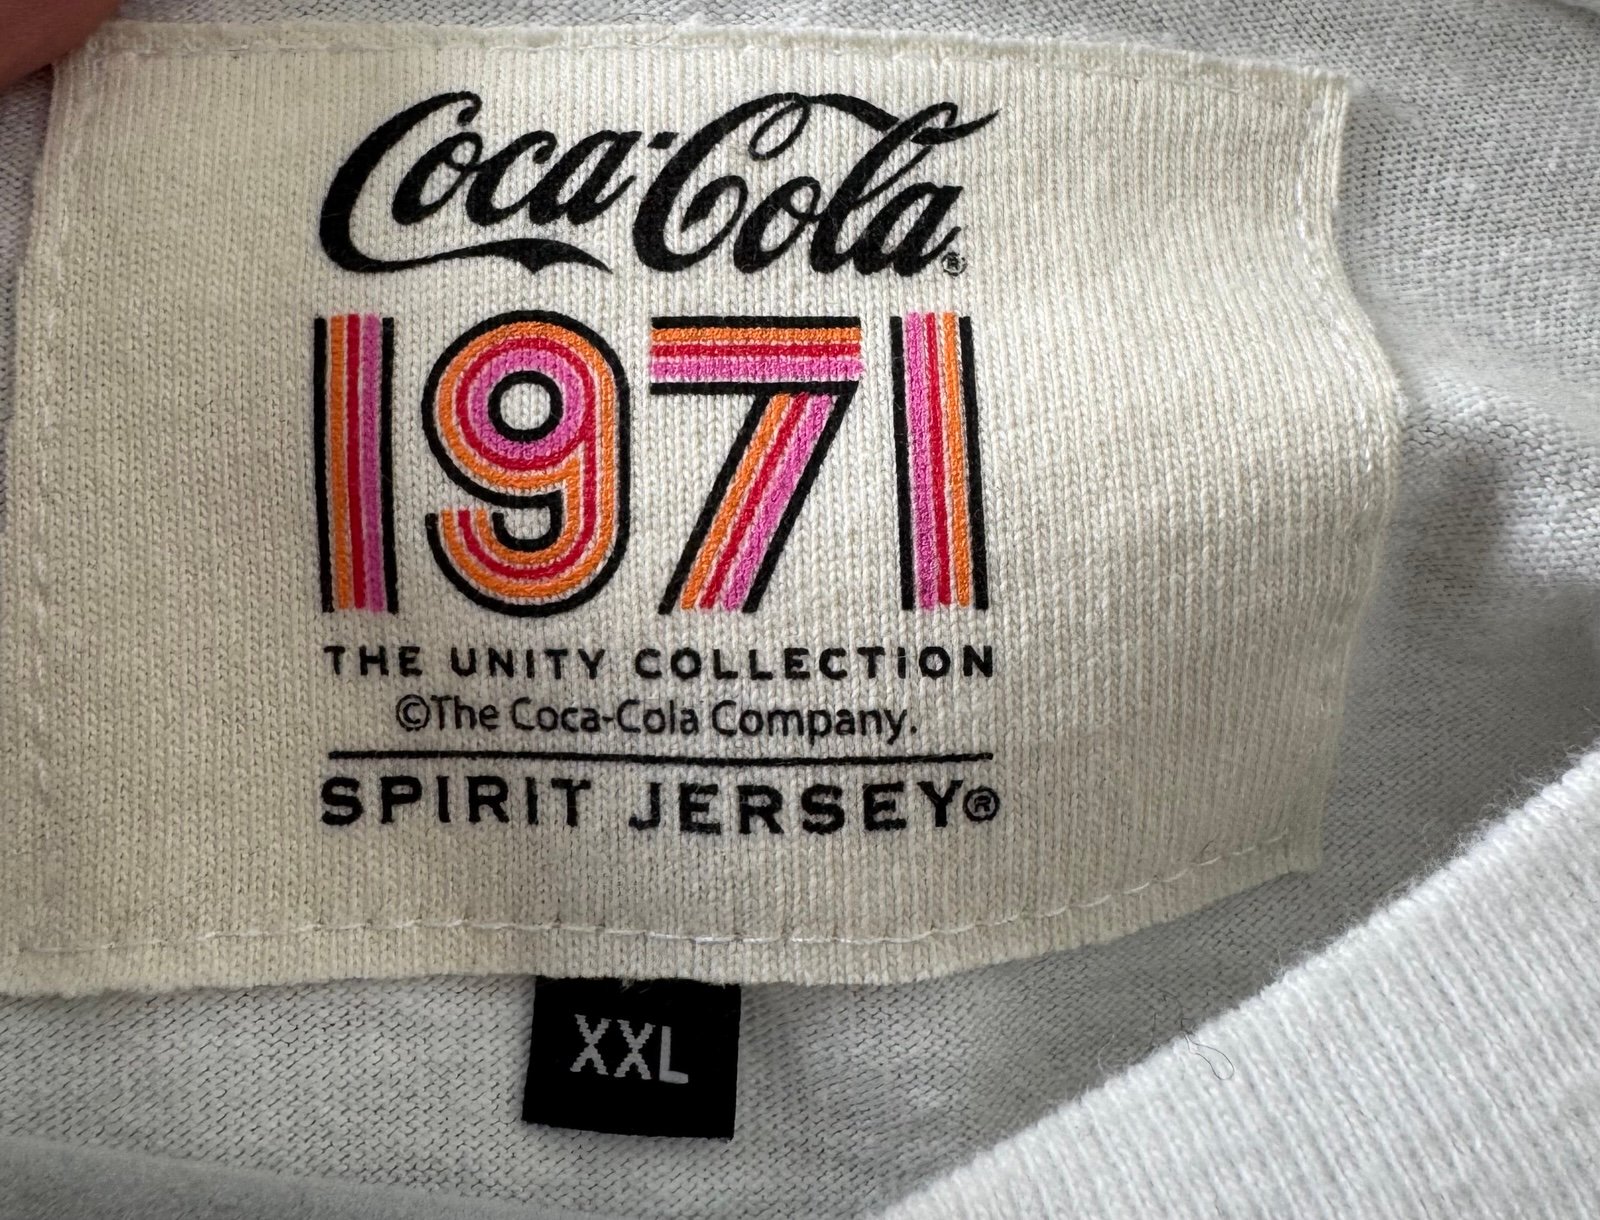 Coca-Cola®
1971
THE UNITY COLLECTION
©The Coca-Cola Company.
SPIRIT JERSEY®
XXL